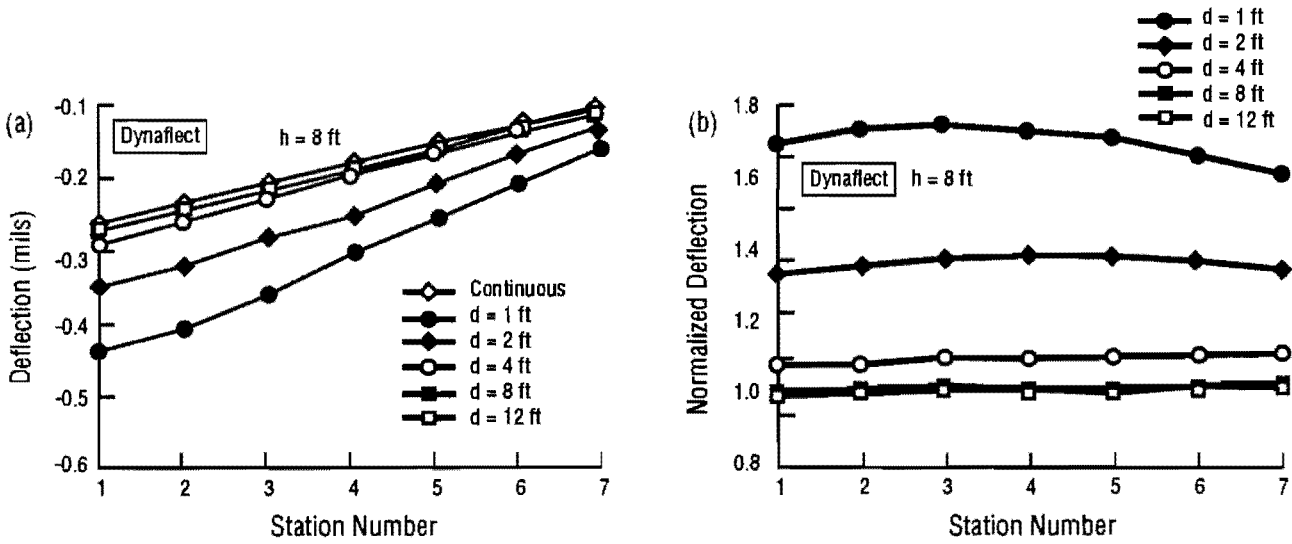 (a)
Dynaflect
h = 8 ft
Deflection (mils)
-0.1
-0.2
-0.3
-0.4
-0.5
-0.6
Continuous
d = 1 ft
d = 2 ft
d = 4 ft
d = 8 ft
d = 12 ft
1 2 3 4 5 6 7
Station Number
d = 1 ft
d = 2 ft
d = 4 ft
d = 8 ft
d = 12 ft
(b)
Dynaflect
h = 8 ft
Normalized Deflection
1.8
1.6
1.4
1.2
1.0
0.8
1 2 3 4 5 6 7
Station Number